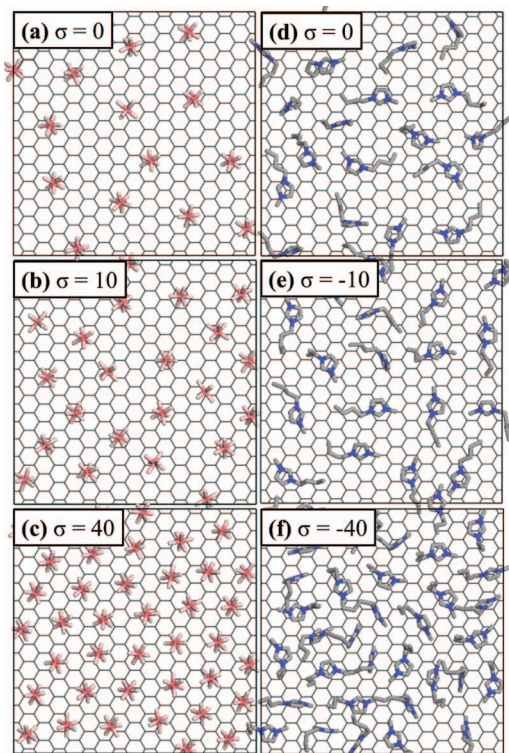 (a) σ = 0
(d) σ = 0
(b) σ = 10
(e) σ = -10
(c) σ = 40
(f) σ = -40